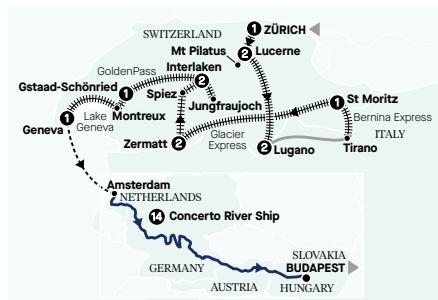 SWITZERLAND
1 ZÜRICH
Mt Pilatus
2 Lucerne
GoldenPass
Interlaken
2
Gstaad-Schönried
1
Spiez
Jungfraujoch
1 St Moritz
Lake
Geneva
Montreux
Bernina Express
1
Geneva
Zermatt 2
Glacier
Express
2 Lugano
ITALY
Tirano
Amsterdam
NETHERLANDS
14 Concerto River Ship
GERMANY
SLOVAKIA
BUDAPEST
AUSTRIA
HUNGARY